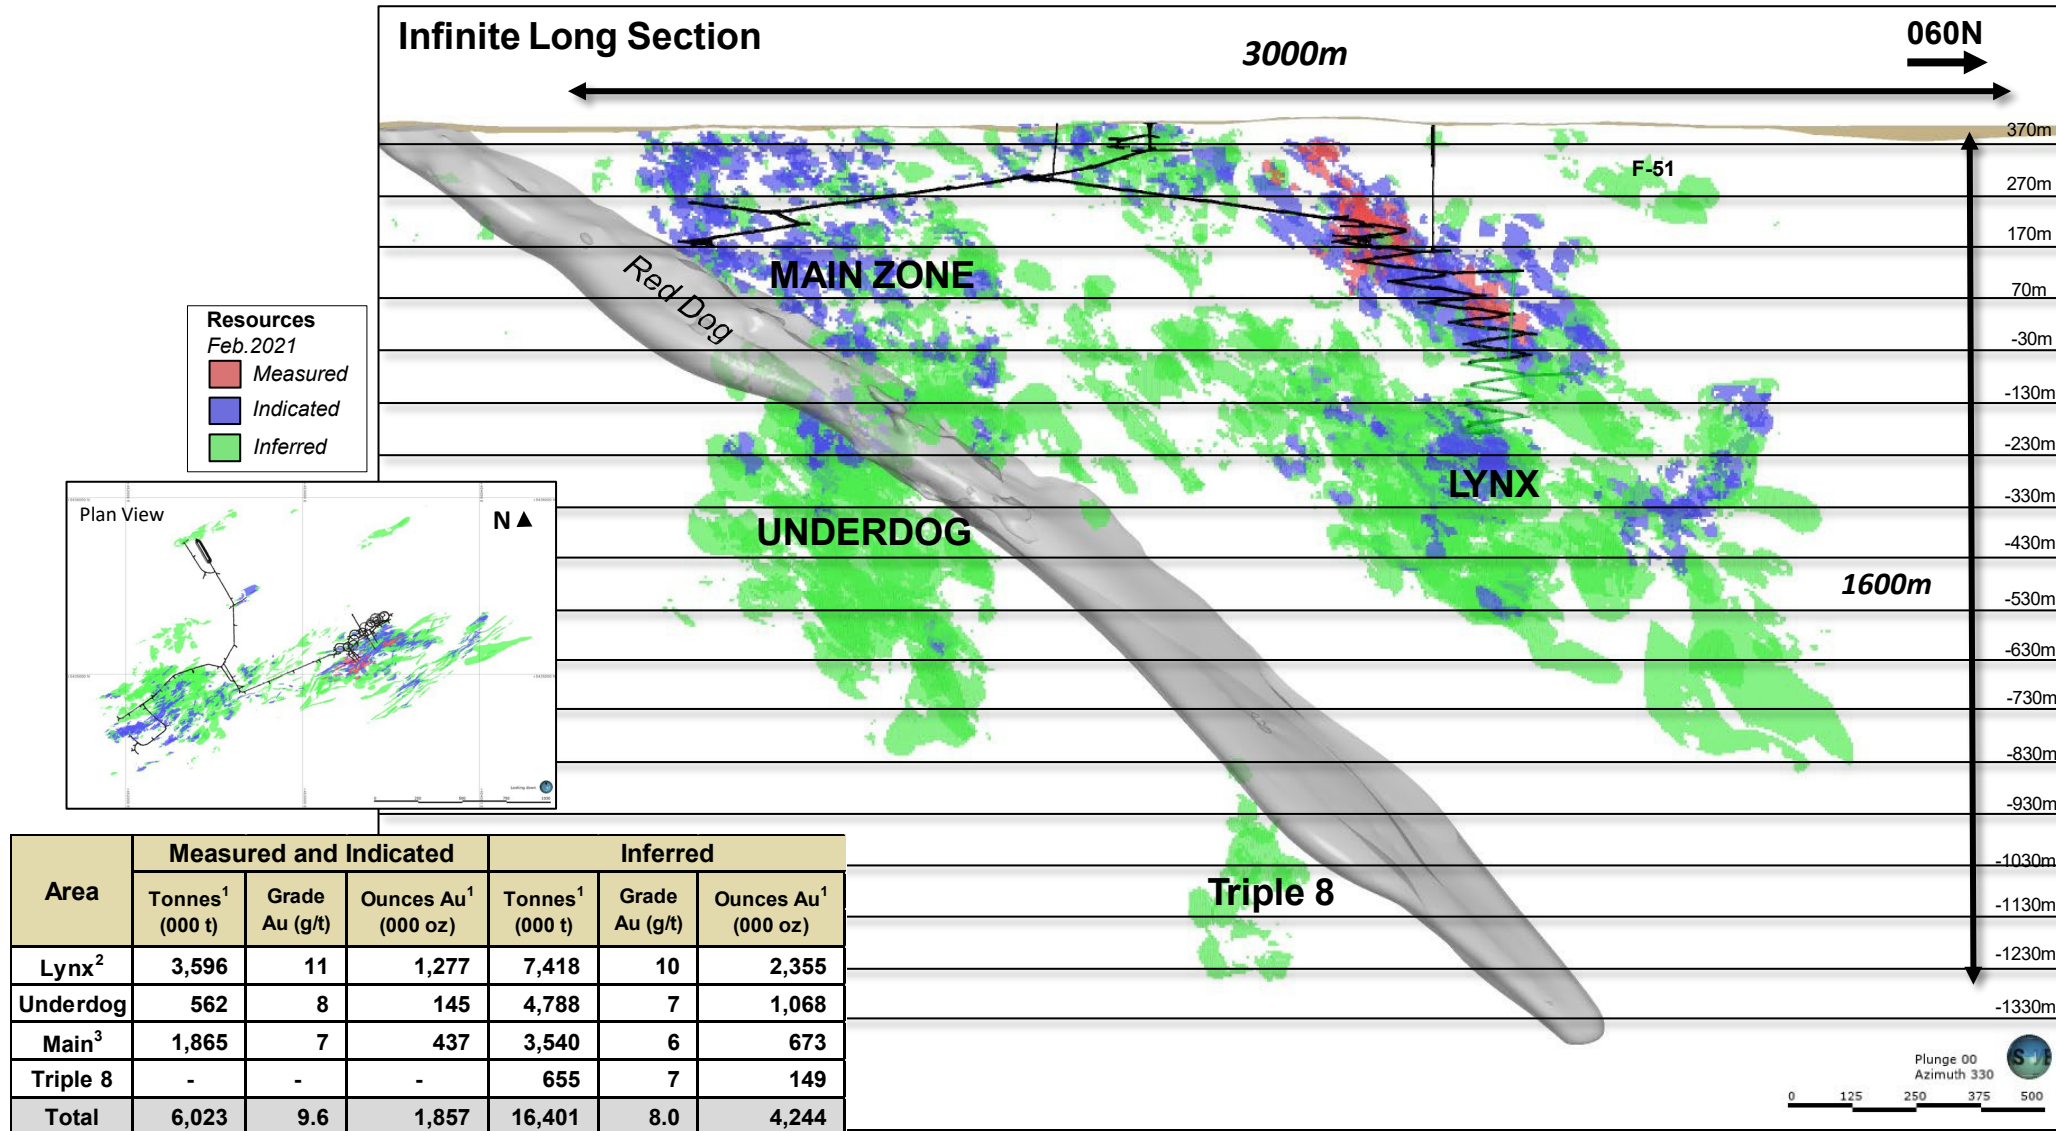 Infinite Long Section
3000m
060N
370m
F-51
270m
170m
MAIN ZONE
Red Dog
70m
Resources
Feb.2021
Measured
Indicated
Inferred
-30m
-130m
-230m
LYNX
-330m
Plan View
N ▲
UNDERDOG
-430m
-530m
1600m
-630m
-730m
-830m
-930m
-1030m
Triple 8
-1130m
-1230m
-1330m
Area Measured and Indicated Inferred
Tonnes¹ (000 t) Grade Au (g/t) Ounces Au¹ (000 oz) Tonnes¹ (000 t) Grade Au (g/t) Ounces Au¹ (000 oz)
Lynx² 3,596 11 1,277 7,418 10 2,355
Underdog 562 8 145 4,788 7 1,068
Main³ 1,865 7 437 3,540 6 673
Triple 8 - - - 655 7 149
Total 6,023 9.6 1,857 16,401 8.0 4,244
Plunge 00
Azimuth 330
0 125 250 375 500